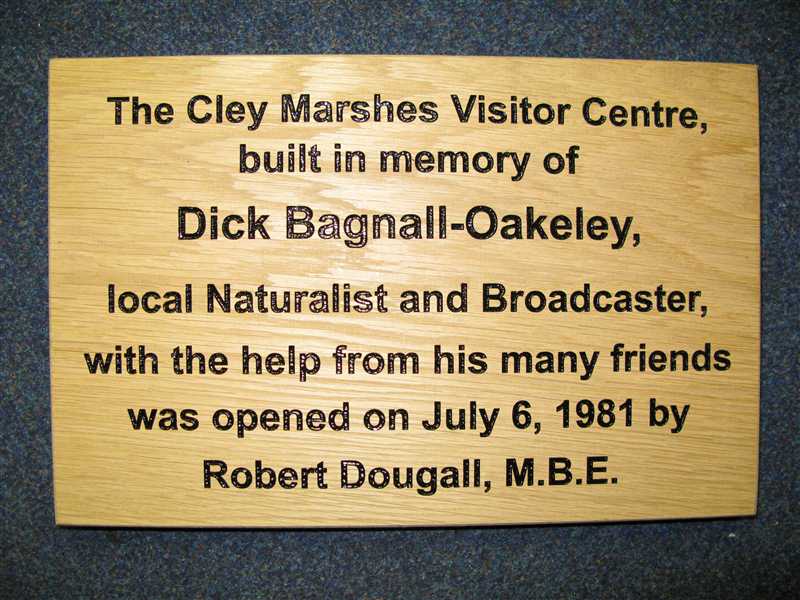 The Cley Marshes Visitor Centre,
built in memory of
Dick Bagnall-Oakeley,
local Naturalist and Broadcaster,
with the help from his many friends
was opened on July 6, 1981 by
Robert Dougall, M.B.E.